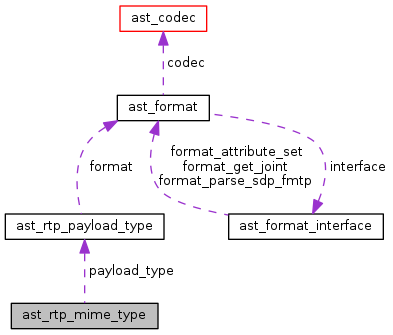 ast_codec
codec
ast_format
format_attribute_set
format
format_get_joint
interface
format_parse_sdp_fmtp
ast_rtp_payload_type
ast_format_interface
payload_type
ast_rtp_mime_type